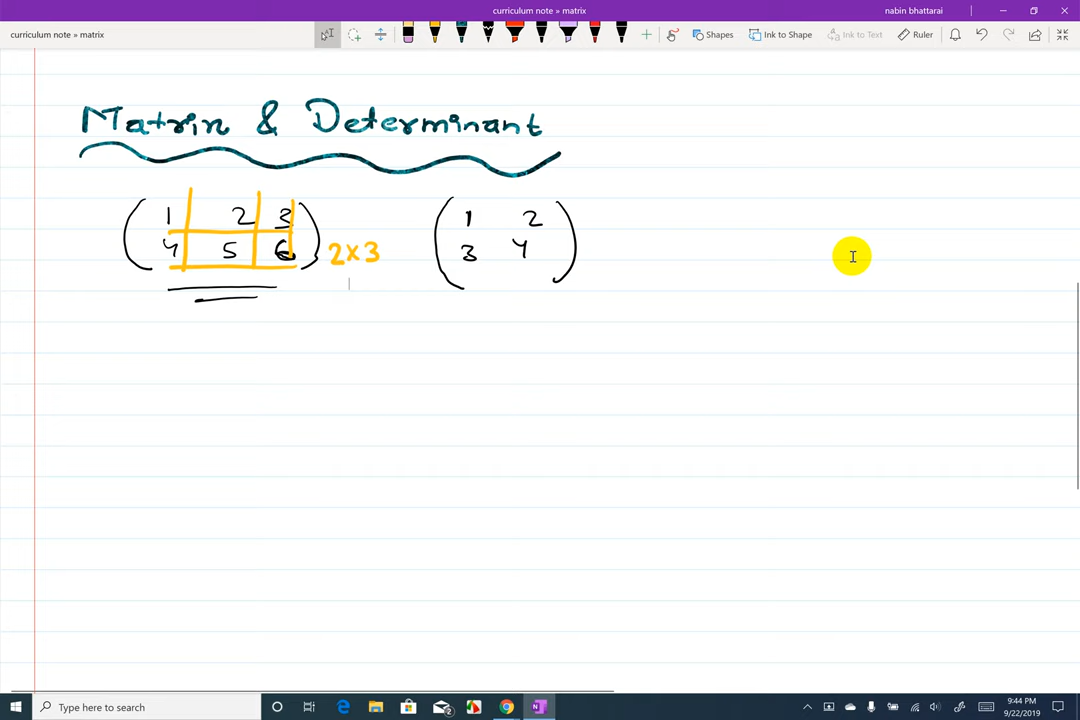 curriculum note » matrix
nabin bhattarai
curriculum note » matrix
Shapes
Ink to Shape
Ink to Text
Ruler
Matrix & Determinant
1 2 3
4 5 6
2×3
1 2
3 4
Type here to search
2
9:44 PM
9/22/2019